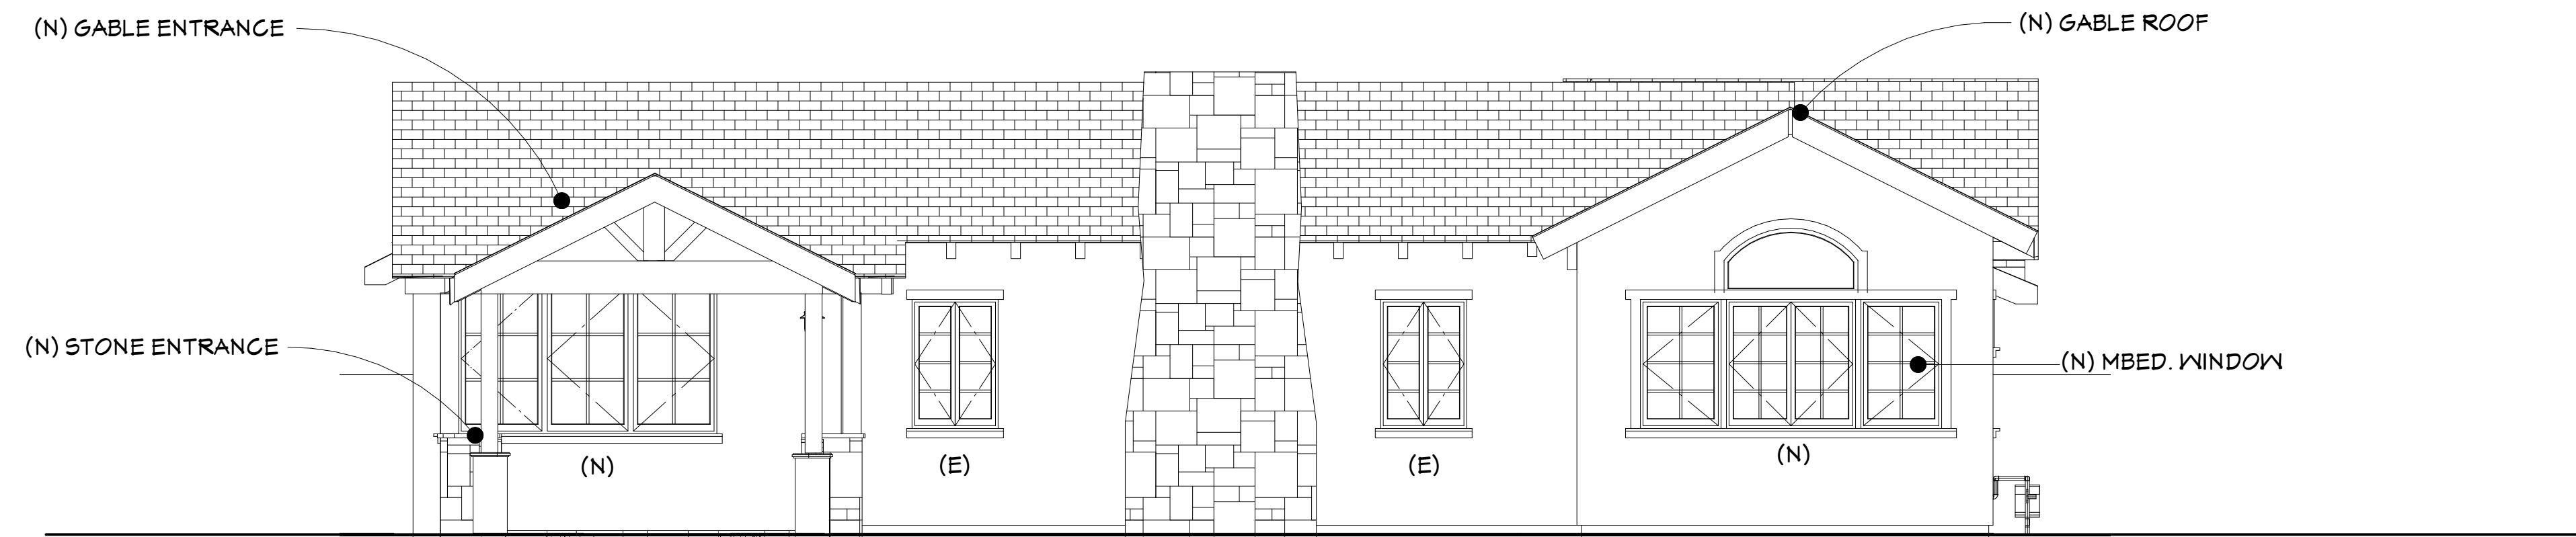 (N) GABLE ENTRANCE
(N) GABLE ROOF
(N) STONE ENTRANCE
(N) MBED. WINDOW
(N)
(E)
(E)
(N)